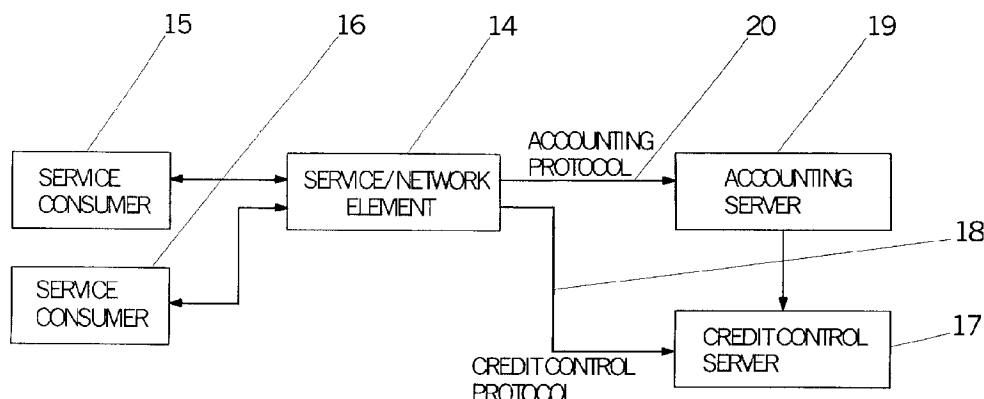 15
16
14
20
19
SERVICE
CONSUMER
SERVICE/NETWORK
ELEMENT
ACCOUNTING
PROTOCOL
ACCOUNTING
SERVER
18
SERVICE
CONSUMER
CREDIT CONTROL
PROTOCOL
CREDIT CONTROL
SERVER
17